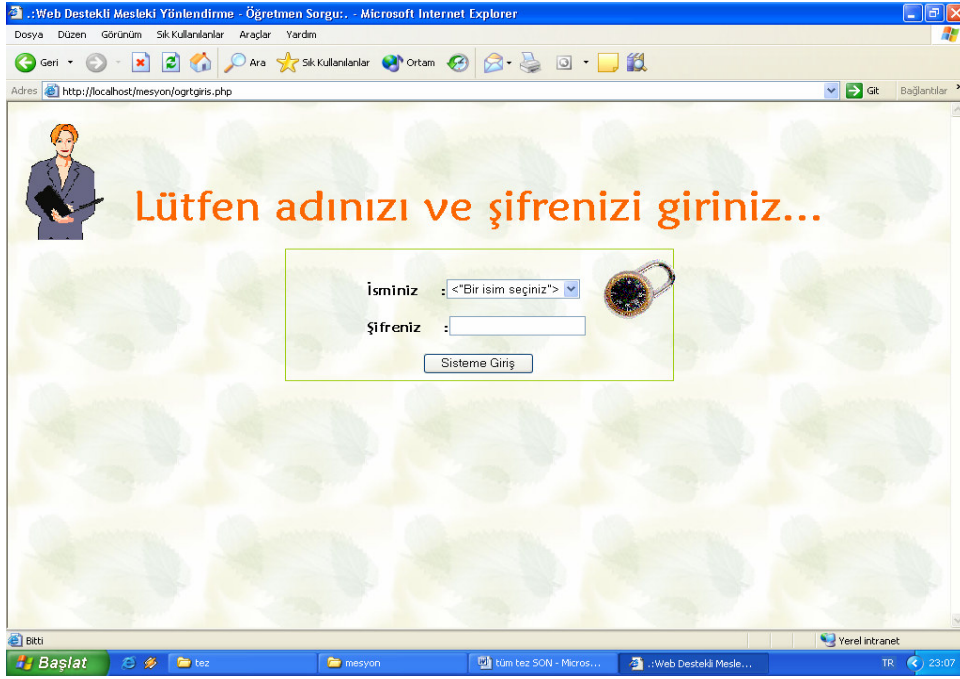 .:Web Destekli Mesleki Yönlendirme - Öğretmen Sorgu:. - Microsoft Internet Explorer
Dosya Düzen Görünüm Sık Kullanılanlar Araçlar Yardım
Geri Ara Sık Kullanılanlar Ortam
Adres http://localhost/mesyon/ogrtgiris.php Git Bağlantılar
Lütfen adınızı ve şifrenizi giriniz...
İsminiz : <"Bir isim seçiniz">
Şifreniz :
Sisteme Giriş
Bitti Yerel intranet
Başlat tez mesyon tüm tez SON - Micros... .:Web Destekli Mesle... TR 23:07